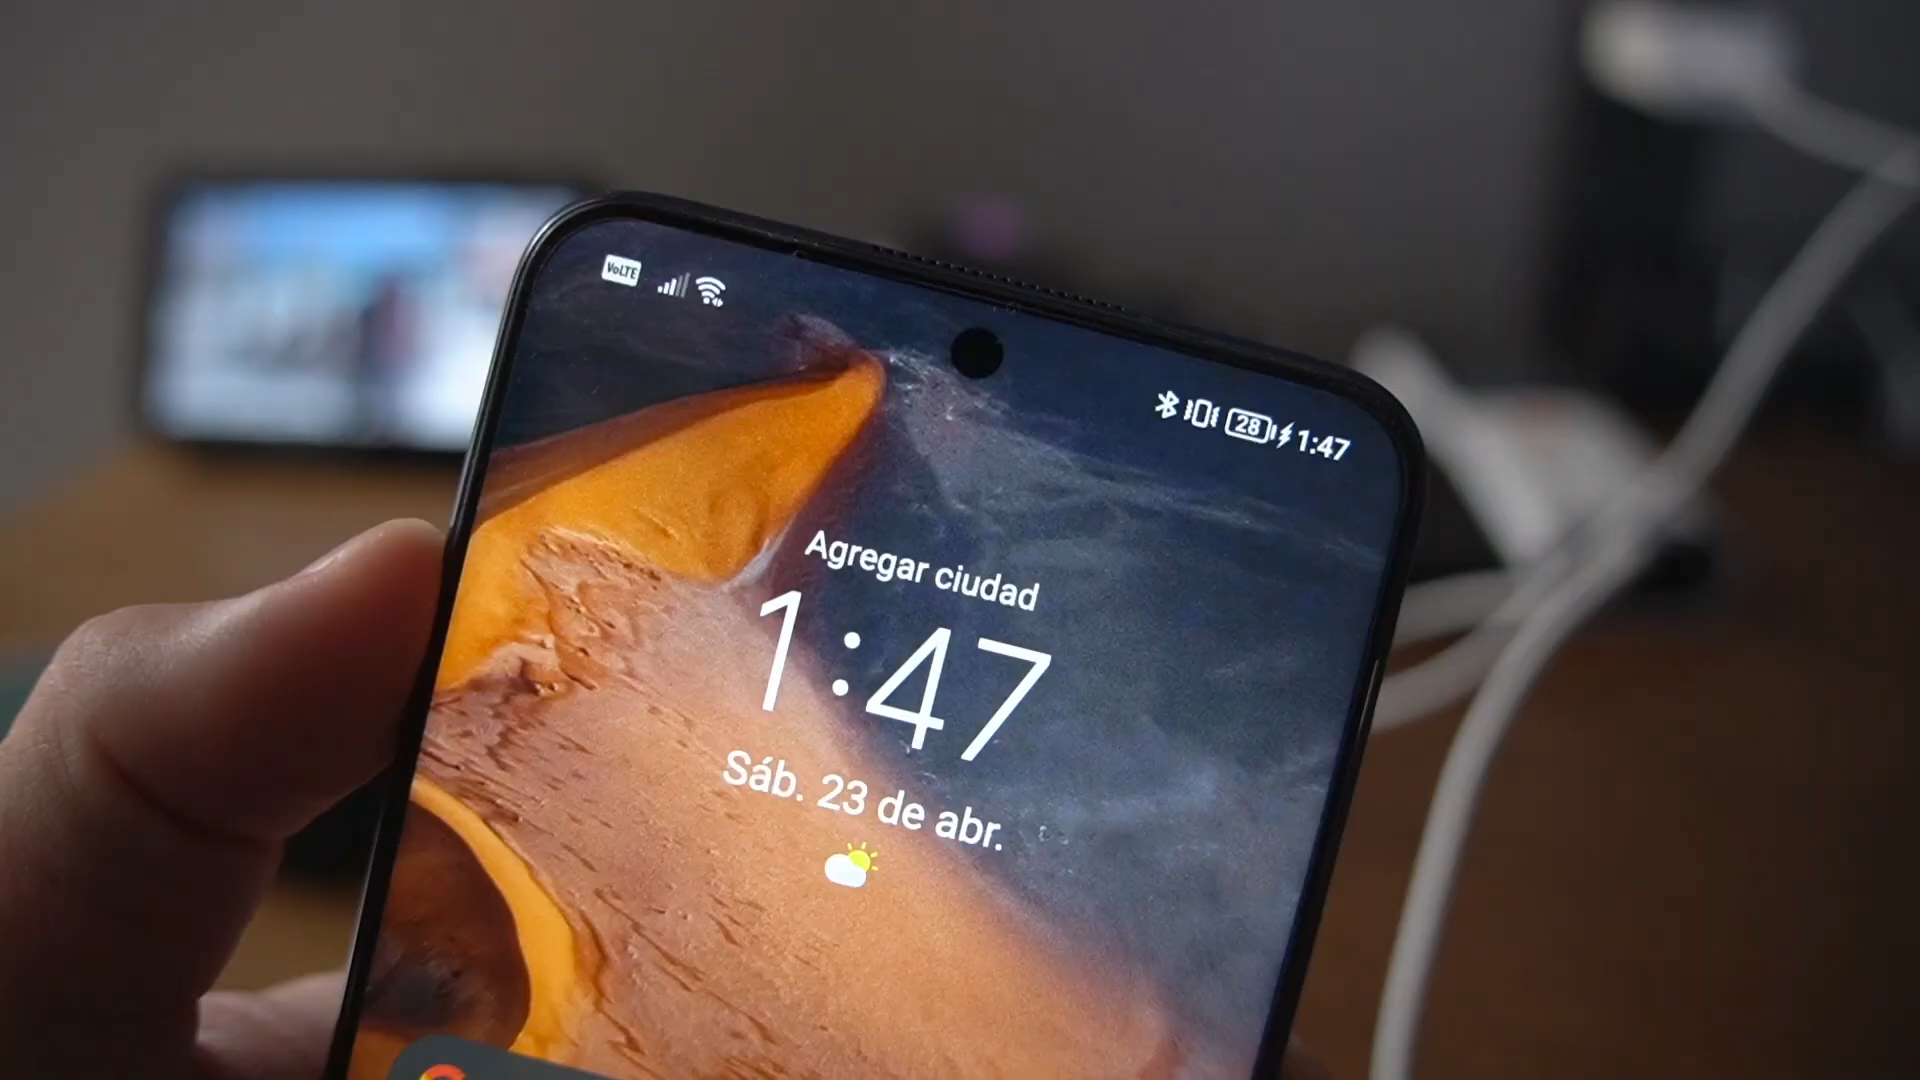 VoLTE
28 1:47
Agregar ciudad
1:47
Sáb. 23 de abr.